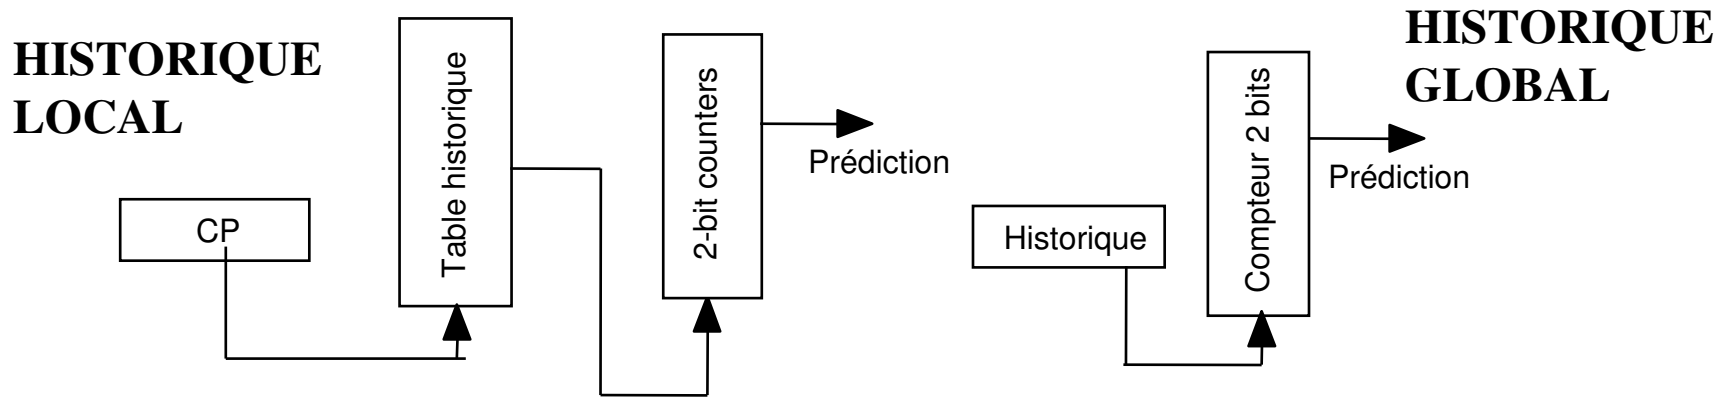 HISTORIQUE
LOCAL
CP
Table historique
2-bit counters
Prédiction
HISTORIQUE
GLOBAL
Historique
Compteur 2 bits
Prédiction